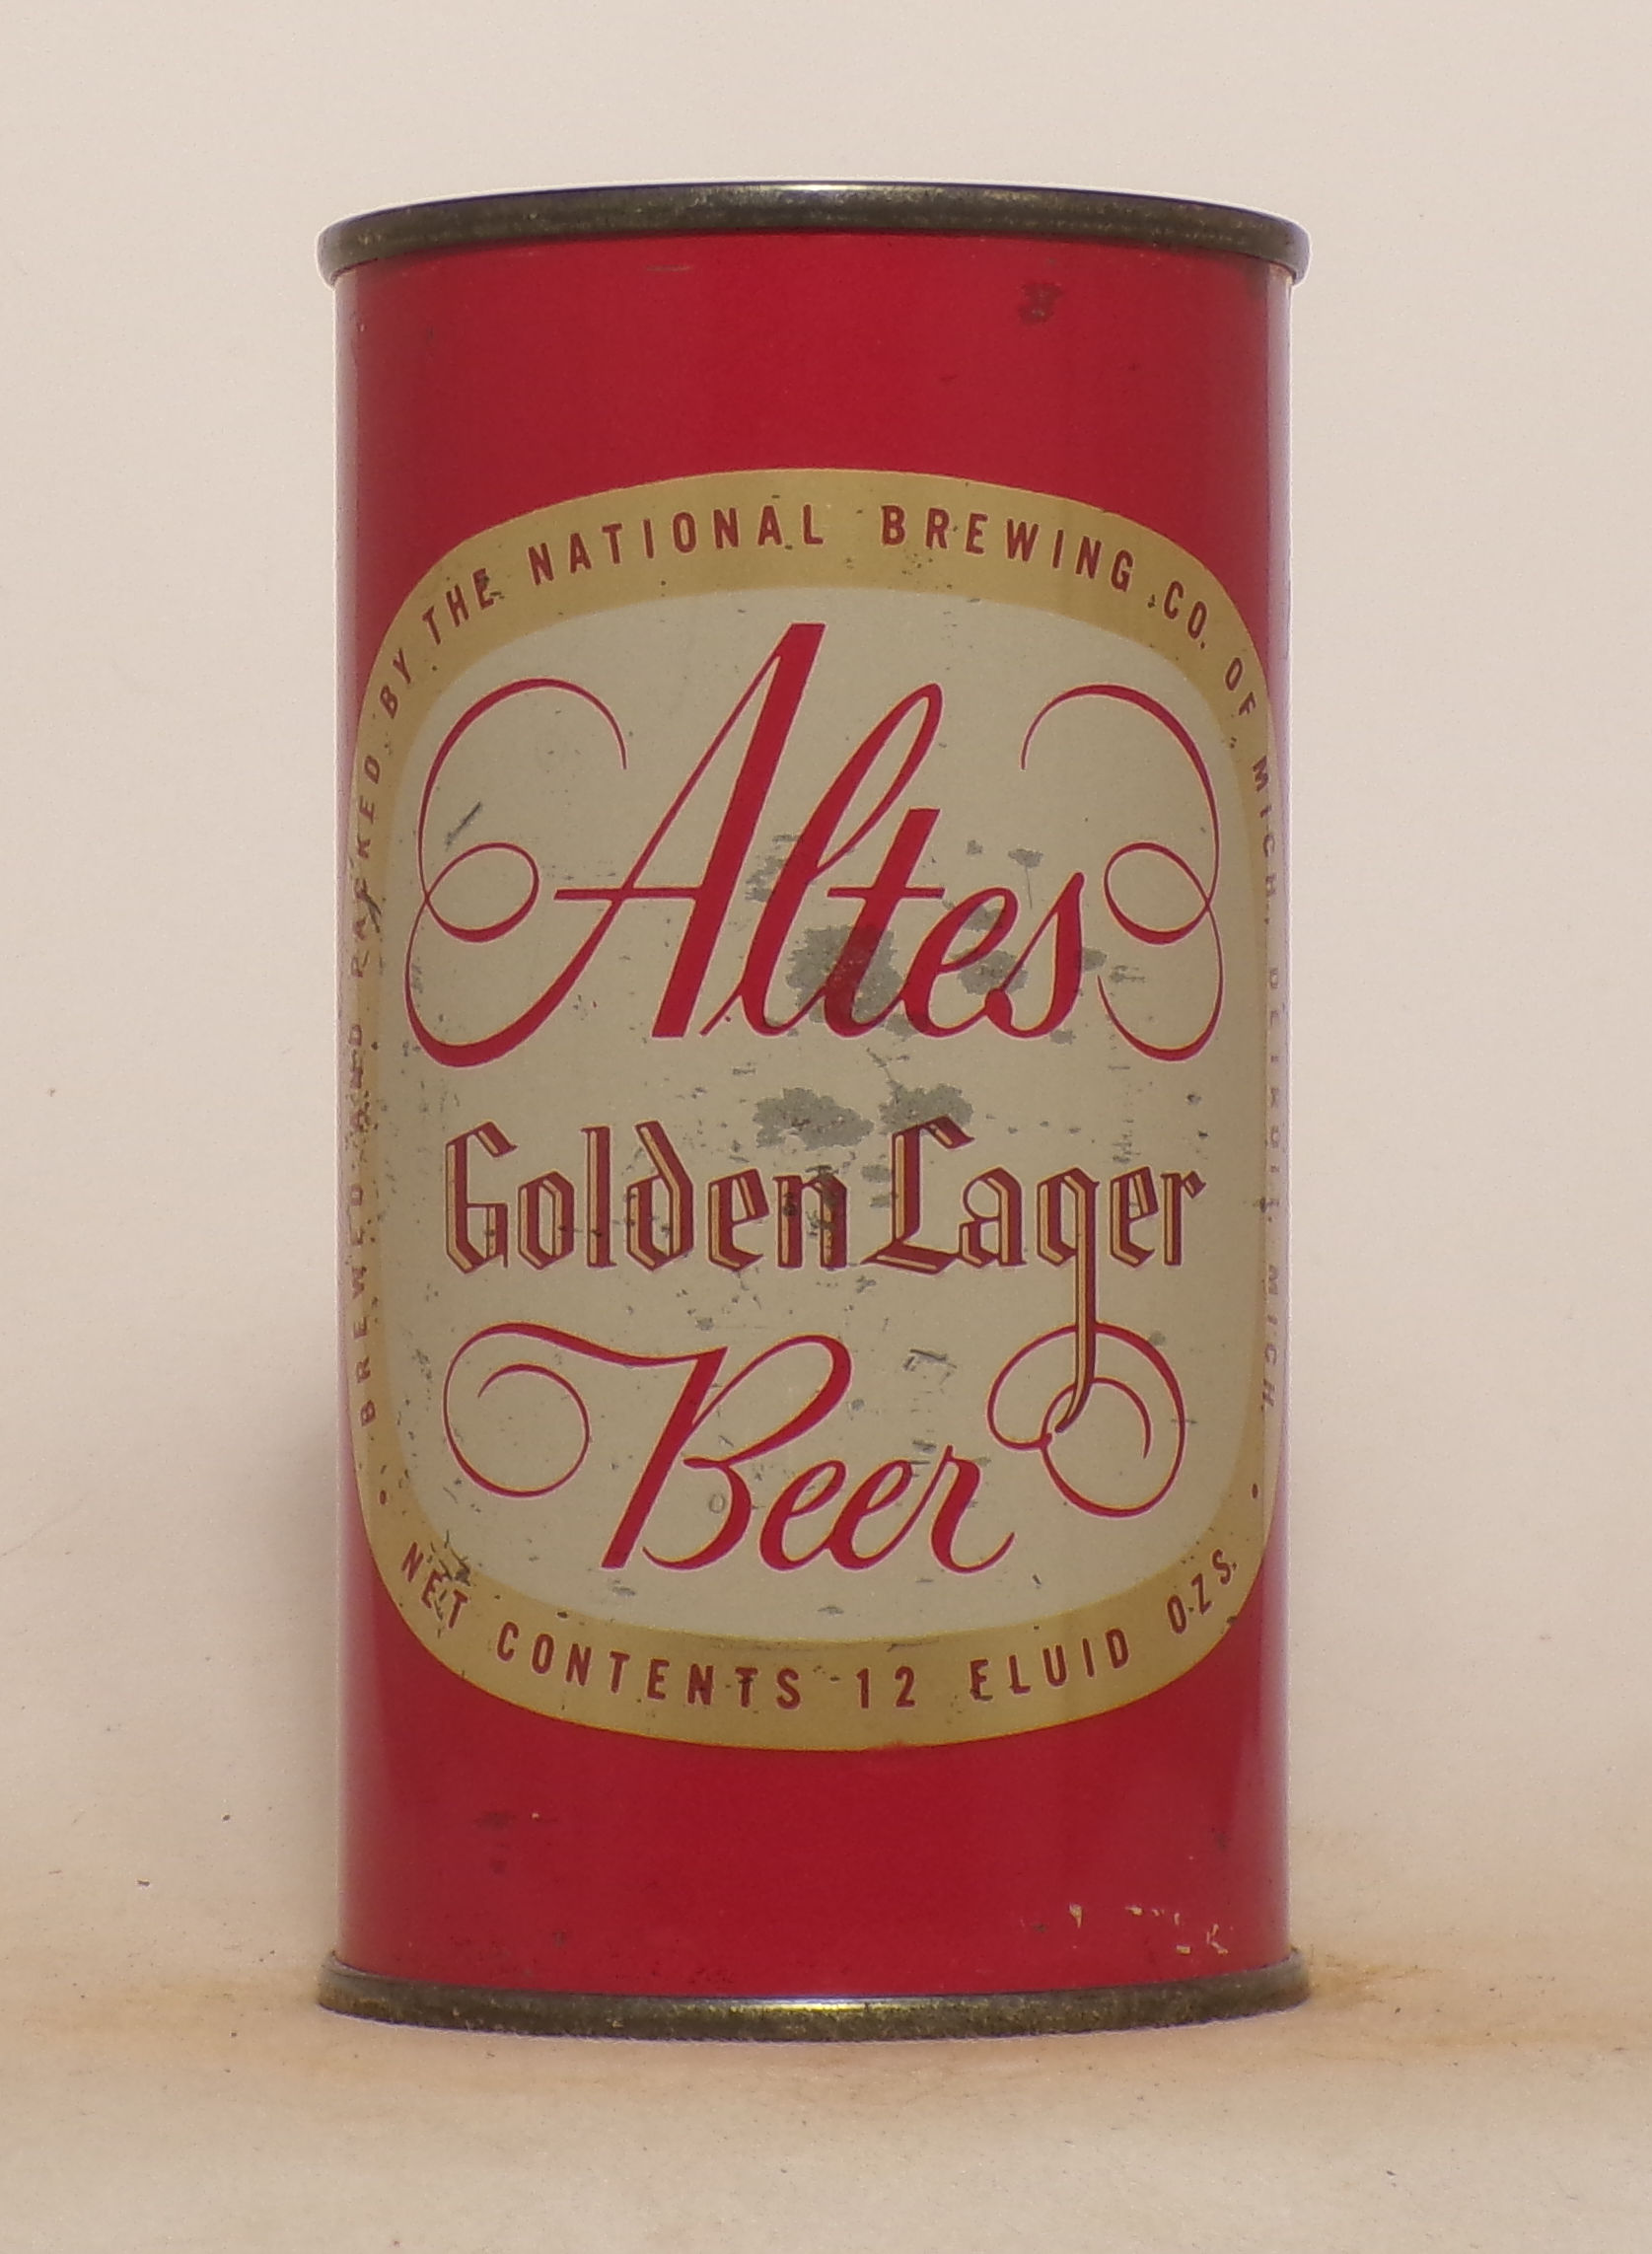 BREWED AND PACKED BY THE NATIONAL BREWING CO. OF MICH., DETROIT, MICH.
Altes
Golden Lager
Beer
NET CONTENTS 12 FLUID OZS.